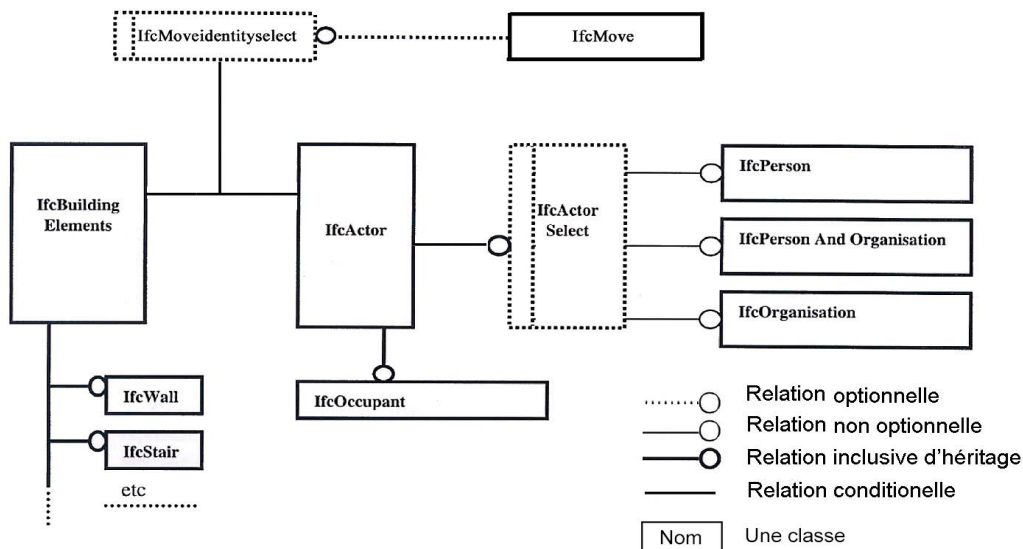 IfcMoveidentityselect
IfcMove
IfcBuilding
Elements
IfcActor
IfcActor
Select
IfcPerson
IfcPerson And Organisation
IfcOrganisation
IfcWall
IfcStair
etc
IfcOccupant
Relation optionnelle
Relation non optionnelle
Relation inclusive d'héritage
Relation conditionelle
Nom
Une classe